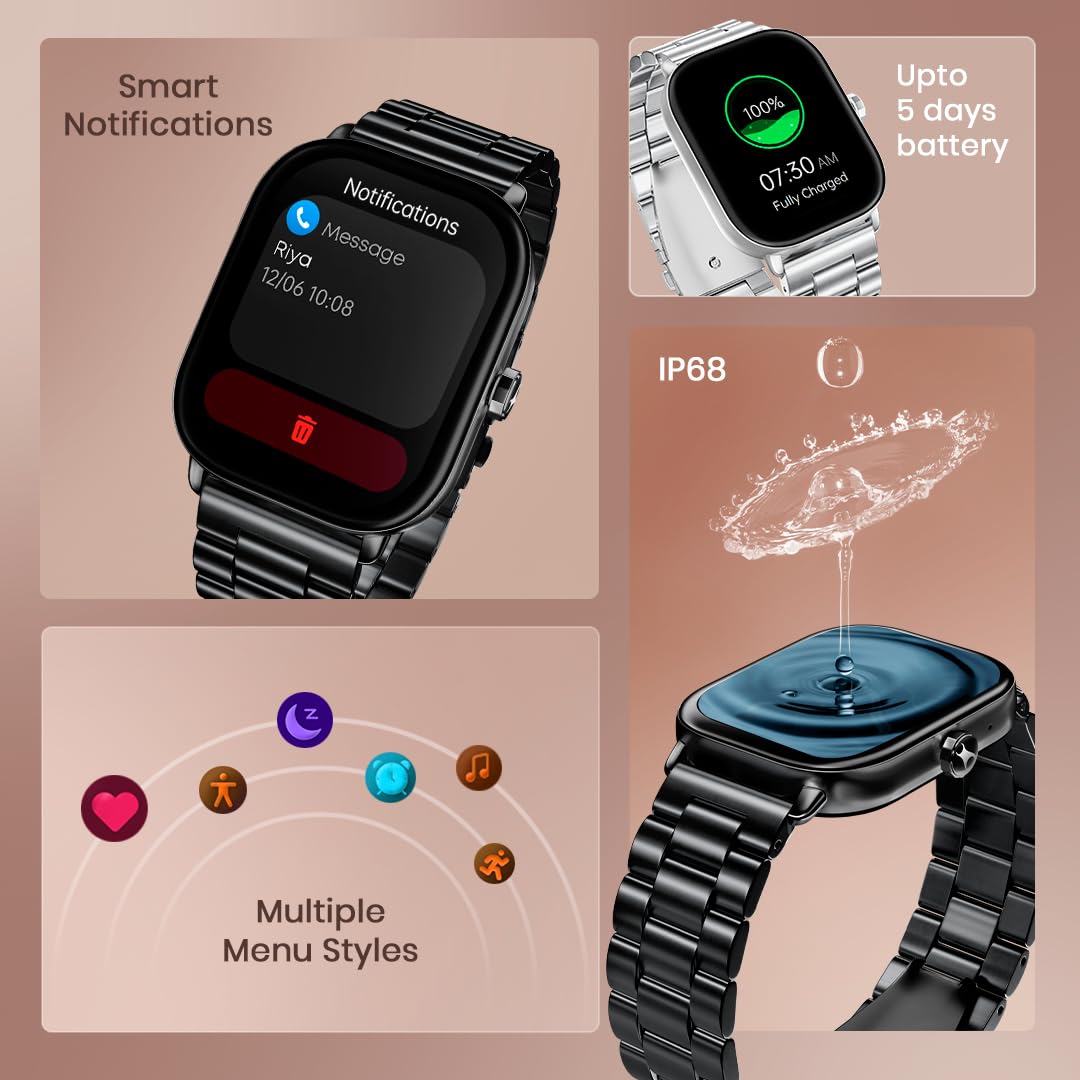 Smart
Notifications
Notifications
Message
Riya
12/06 10:08
100%
07:30 AM
Fully Charged
Upto
5 days
battery
IP68
Z
Multiple
Menu Styles